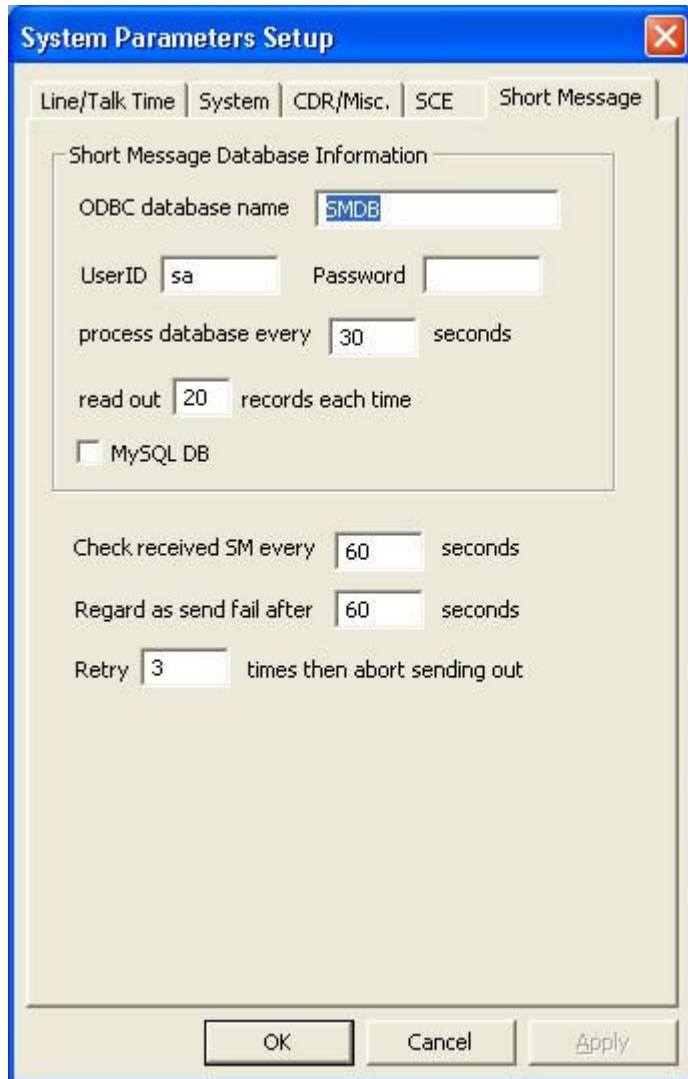 System Parameters Setup
Line/Talk Time System CDR/Misc. SCE Short Message
Short Message Database Information
ODBC database name SMDB
UserID sa Password
process database every 30 seconds
read out 20 records each time
MySQL DB
Check received SM every 60 seconds
Regard as send fail after 60 seconds
Retry 3 times then abort sending out
OK Cancel Apply